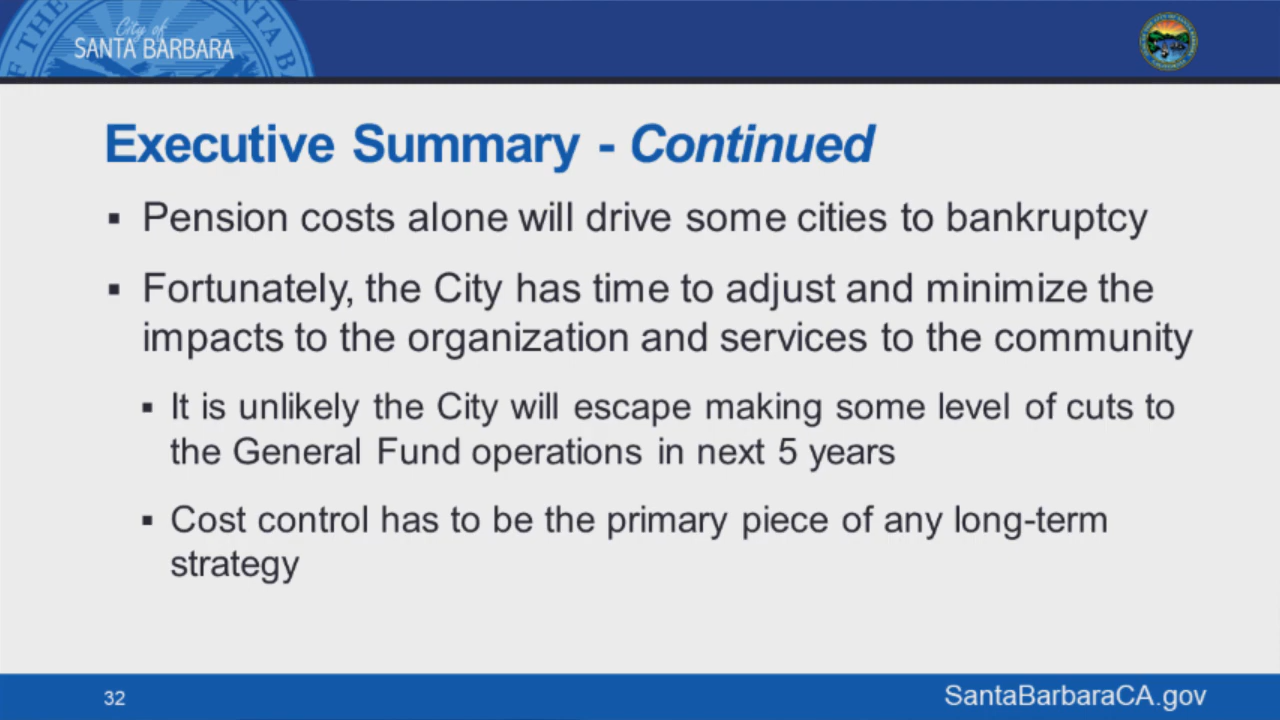 City of
SANTA BARBARA
Executive Summary - Continued
▪ Pension costs alone will drive some cities to bankruptcy
▪ Fortunately, the City has time to adjust and minimize the
impacts to the organization and services to the community
▪ It is unlikely the City will escape making some level of cuts to
the General Fund operations in next 5 years
▪ Cost control has to be the primary piece of any long-term
strategy
32
SantaBarbaraCA.gov